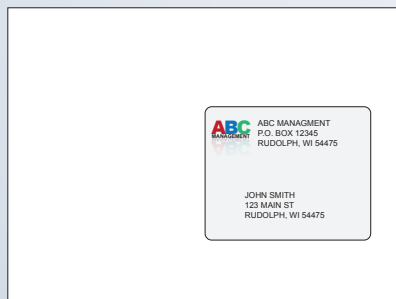 ABC
MANAGEMENT
ABC MANAGMENT
P.O. BOX 12345
RUDOLPH, WI 54475
JOHN SMITH
123 MAIN ST
RUDOLPH, WI 54475